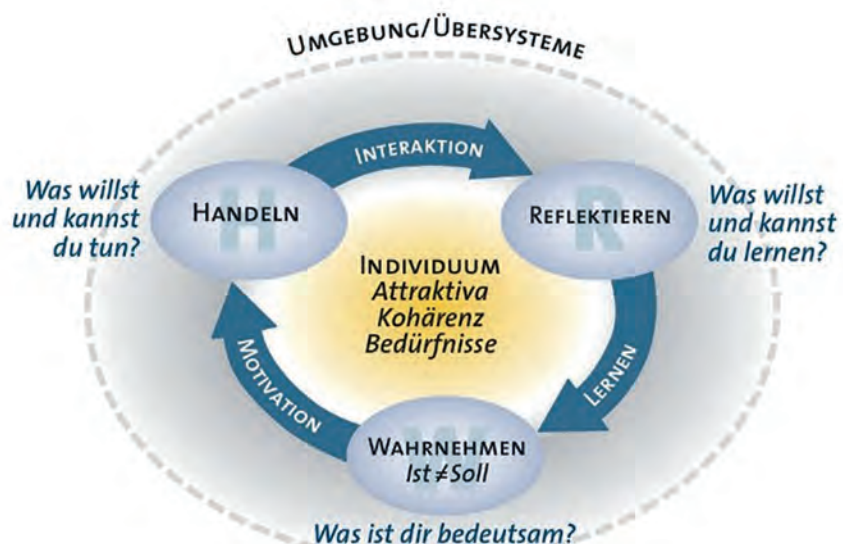 UMGEBUNG/ÜBERSYSTEME
INTERAKTION
Was willst
und kannst
du tun?
H
HANDELN
R
REFLEKTIEREN
Was willst
und kannst
du lernen?
INDIVIDUUM
Attraktiva
Kohärenz
Bedürfnisse
MOTIVATION
LERNEN
W
WAHRNEHMEN
Ist≠Soll
Was ist dir bedeutsam?